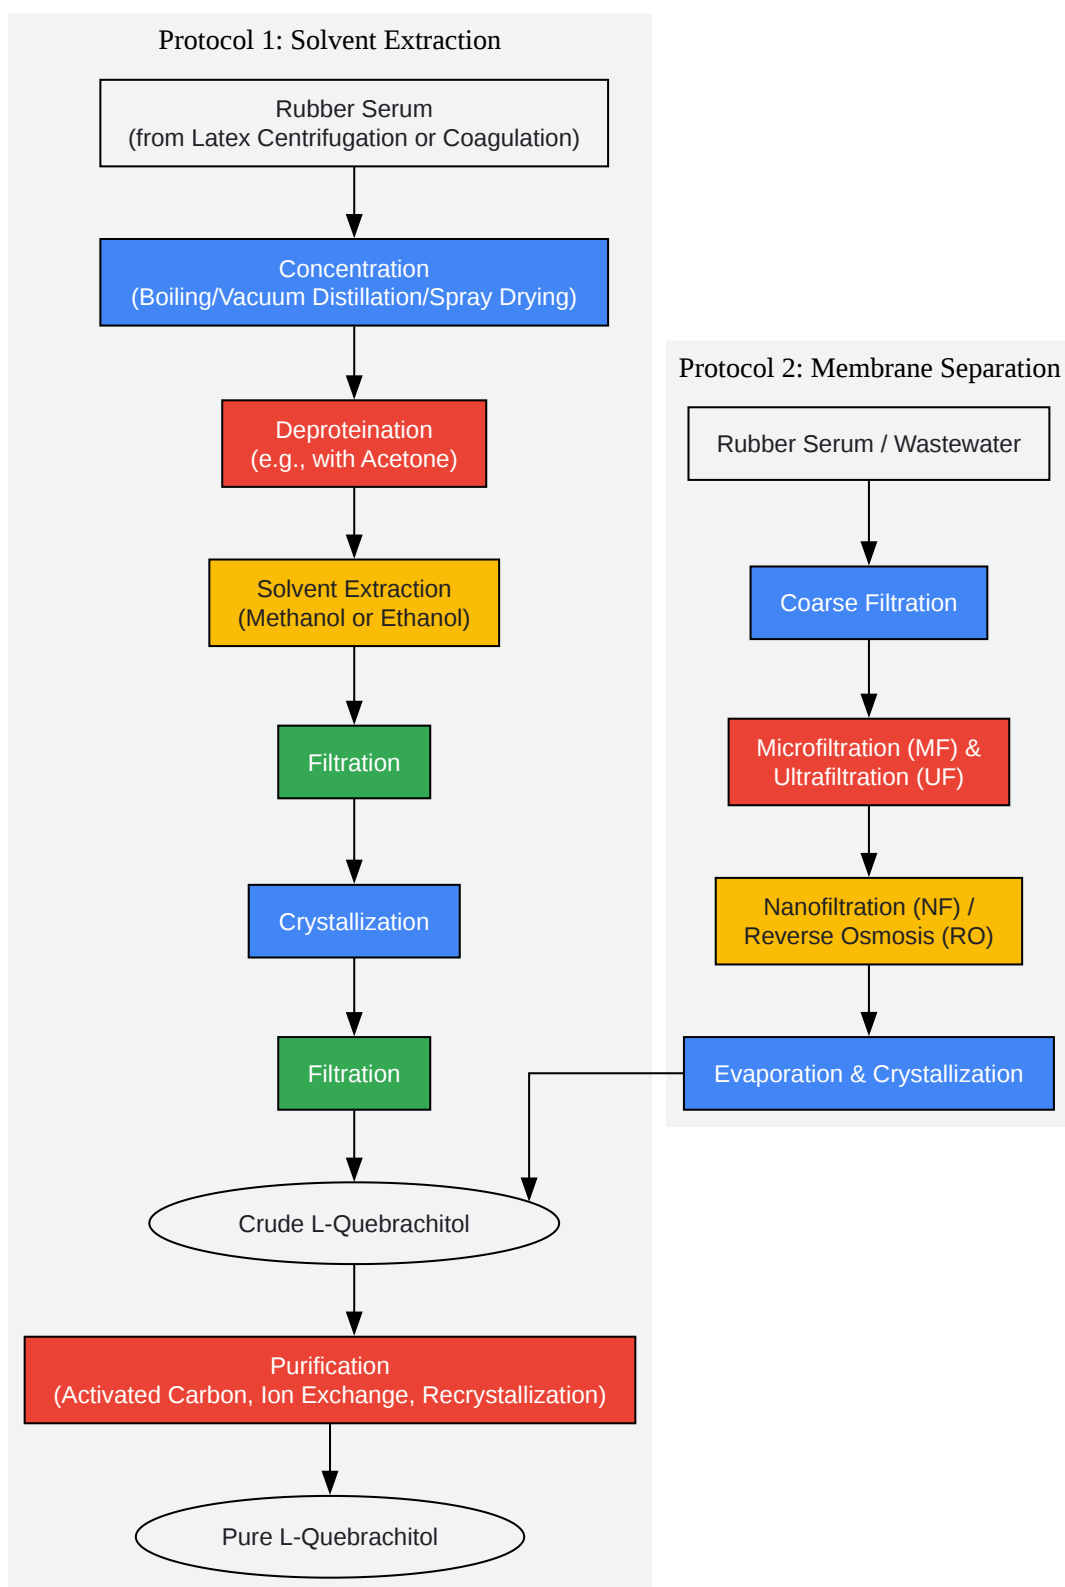 Protocol 1: Solvent Extraction
Rubber Serum
(from Latex Centrifugation or Coagulation)
Concentration
(Boiling/Vacuum Distillation/Spray Drying)
Deproteination
(e.g., with Acetone)
Solvent Extraction
(Methanol or Ethanol)
Filtration
Crystallization
Filtration
Crude L-Quebrachitol
Purification
(Activated Carbon, Ion Exchange, Recrystallization)
Pure L-Quebrachitol
Protocol 2: Membrane Separation
Rubber Serum / Wastewater
Coarse Filtration
Microfiltration (MF) &
Ultrafiltration (UF)
Nanofiltration (NF) /
Reverse Osmosis (RO)
Evaporation & Crystallization